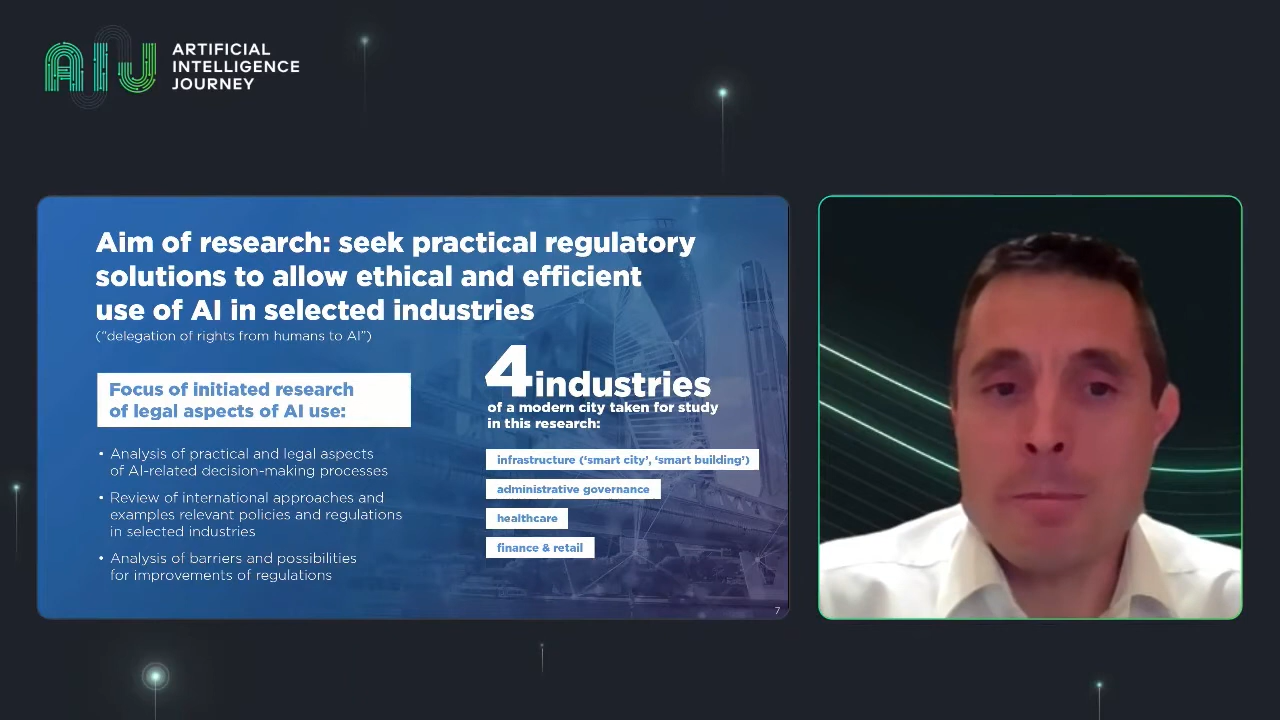 AIJ
ARTIFICIAL
INTELLIGENCE
JOURNEY
Aim of research: seek practical regulatory
solutions to allow ethical and efficient
use of AI in selected industries
(“delegation of rights from humans to AI”)
Focus of initiated research
of legal aspects of AI use:
• Analysis of practical and legal aspects
of AI-related decision-making processes
• Review of international approaches and
examples relevant policies and regulations
in selected industries
• Analysis of barriers and possibilities
for improvements of regulations
4 industries
of a modern city taken for study
in this research:
infrastructure (‘smart city’, ‘smart building’)
administrative governance
healthcare
finance & retail
7